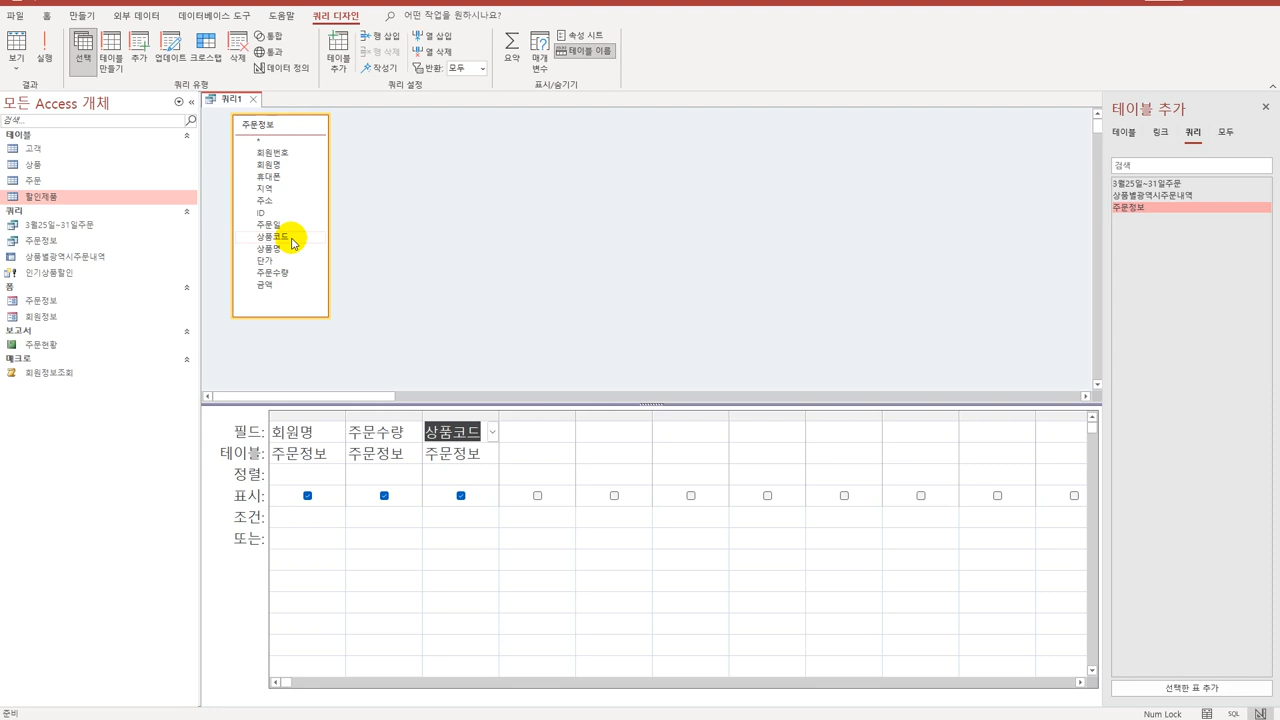 파일 홈 만들기 외부 데이터 데이터베이스 도구 도움말 쿼리 디자인 어떤 작업을 원하시나요?
보기 실행 선택 테이블 만들기 추가 업데이트 크로스탭 삭제 통합 통과 데이터 정의 테이블 추가 행 삽입 행 삭제 작성기 열 삽입 열 삭제 반환: 모두 요약 매개 변수 속성 시트 테이블 이름
결과 쿼리 유형 쿼리 설정 표시/숨기기
모든 Access 개체
검색...
테이블
고객
상품
주문
할인제품
쿼리
3월25일~31일주문
주문정보
상품별광역시주문내역
인기상품할인
폼
주문정보
회원정보
보고서
주문현황
매크로
회원정보조회
쿼리1
주문정보
*
회원번호
회원명
휴대폰
지역
주소
ID
주문일
상품코드
상품명
단가
주문수량
금액
필드: 회원명 주문수량 상품코드
테이블: 주문정보 주문정보 주문정보
정렬:
표시:
조건:
또는:
테이블 추가
테이블 링크 쿼리 모두
검색
3월25일~31일주문
상품별광역시주문내역
주문정보
선택한 표 추가
준비 Num Lock SQL